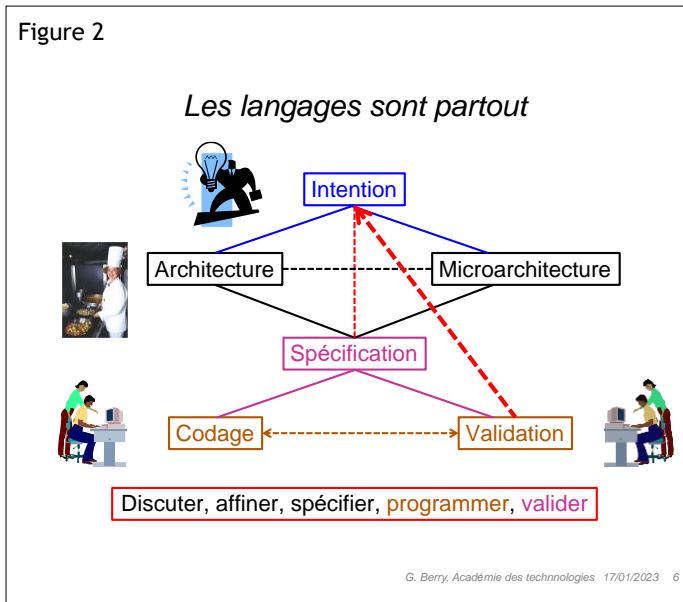 Figure 2
Les langages sont partout
Intention
Architecture
Microarchitecture
Spécification
Codage
Validation
Discuter, affiner, spécifier, programmer, valider
G. Berry, Académie des technnologies 17/01/2023 6